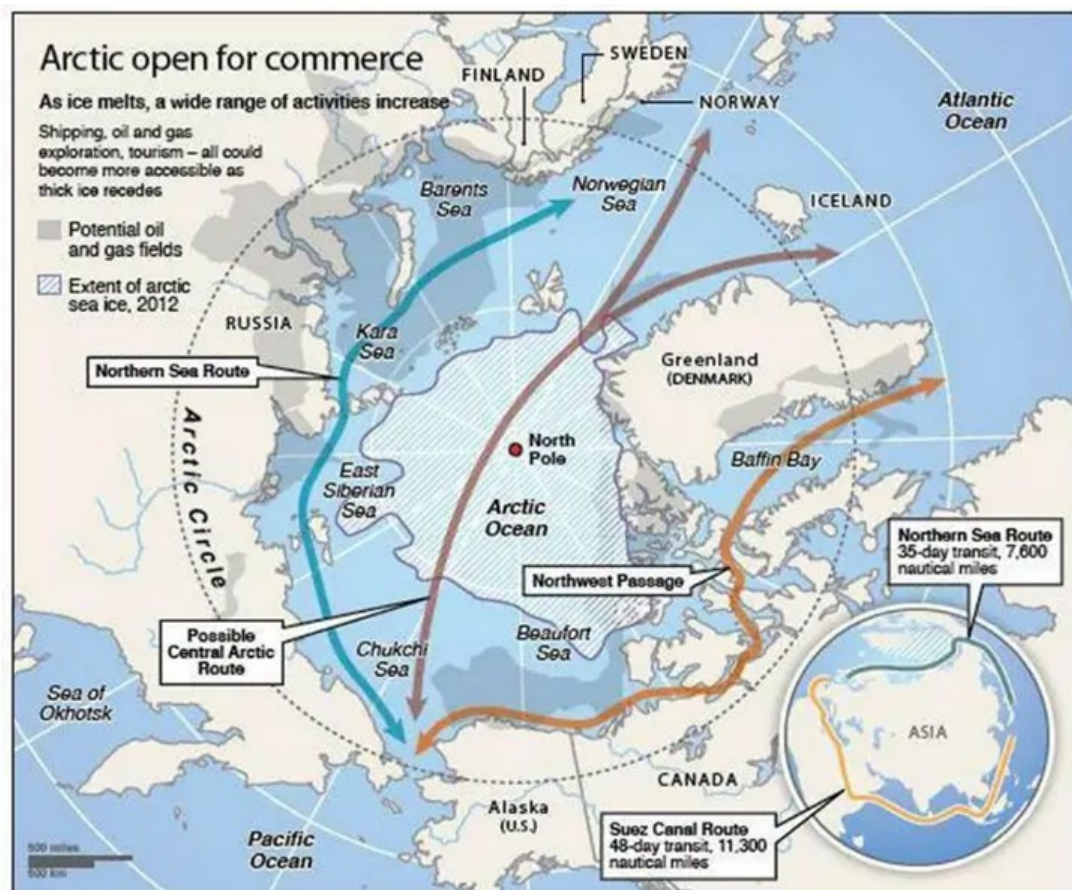 Arctic open for commerce
As ice melts, a wide range of activities increase
Shipping, oil and gas
exploration, tourism – all could
become more accessible as
thick ice recedes
Potential oil
and gas fields
Extent of arctic
sea ice, 2012
FINLAND
SWEDEN
NORWAY
Atlantic
Ocean
Barents
Sea
Norwegian
Sea
ICELAND
RUSSIA
Kara
Sea
Northern Sea Route
Greenland
(DENMARK)
Arctic Circle
North
Pole
Baffin Bay
East
Siberian
Sea
Arctic
Ocean
Northwest Passage
Northern Sea Route
35-day transit, 7,600
nautical miles
Possible
Central Arctic
Route
Chukchi
Sea
Beaufort
Sea
Sea of
Okhotsk
ASIA
CANADA
Alaska
(U.S.)
Suez Canal Route
48-day transit, 11,300
nautical miles
Pacific
Ocean
500 miles
500 km